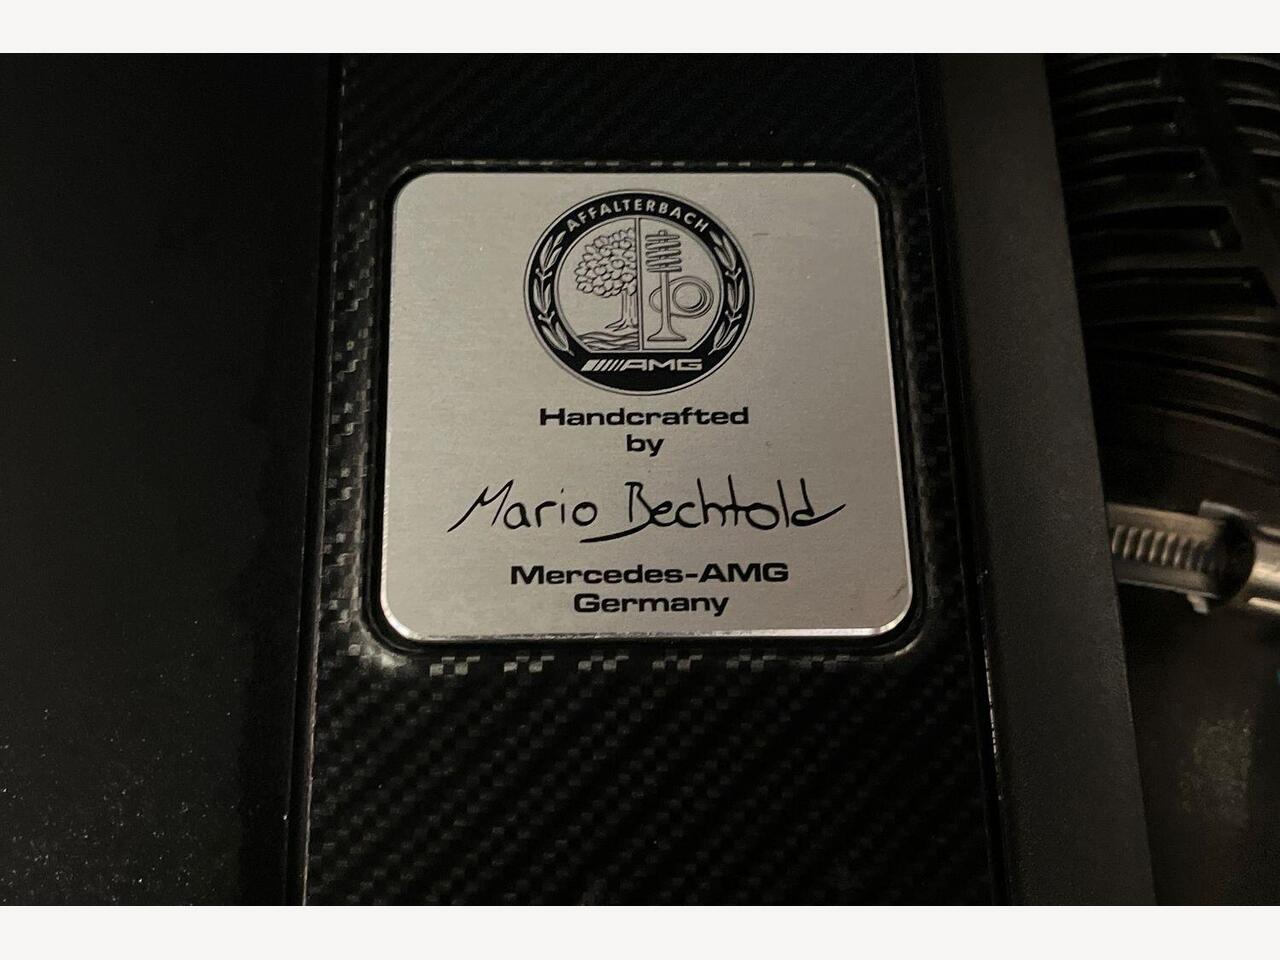 AFFALTERBACH
AMG
Handcrafted
by
Mario Bechtold
Mercedes-AMG
Germany